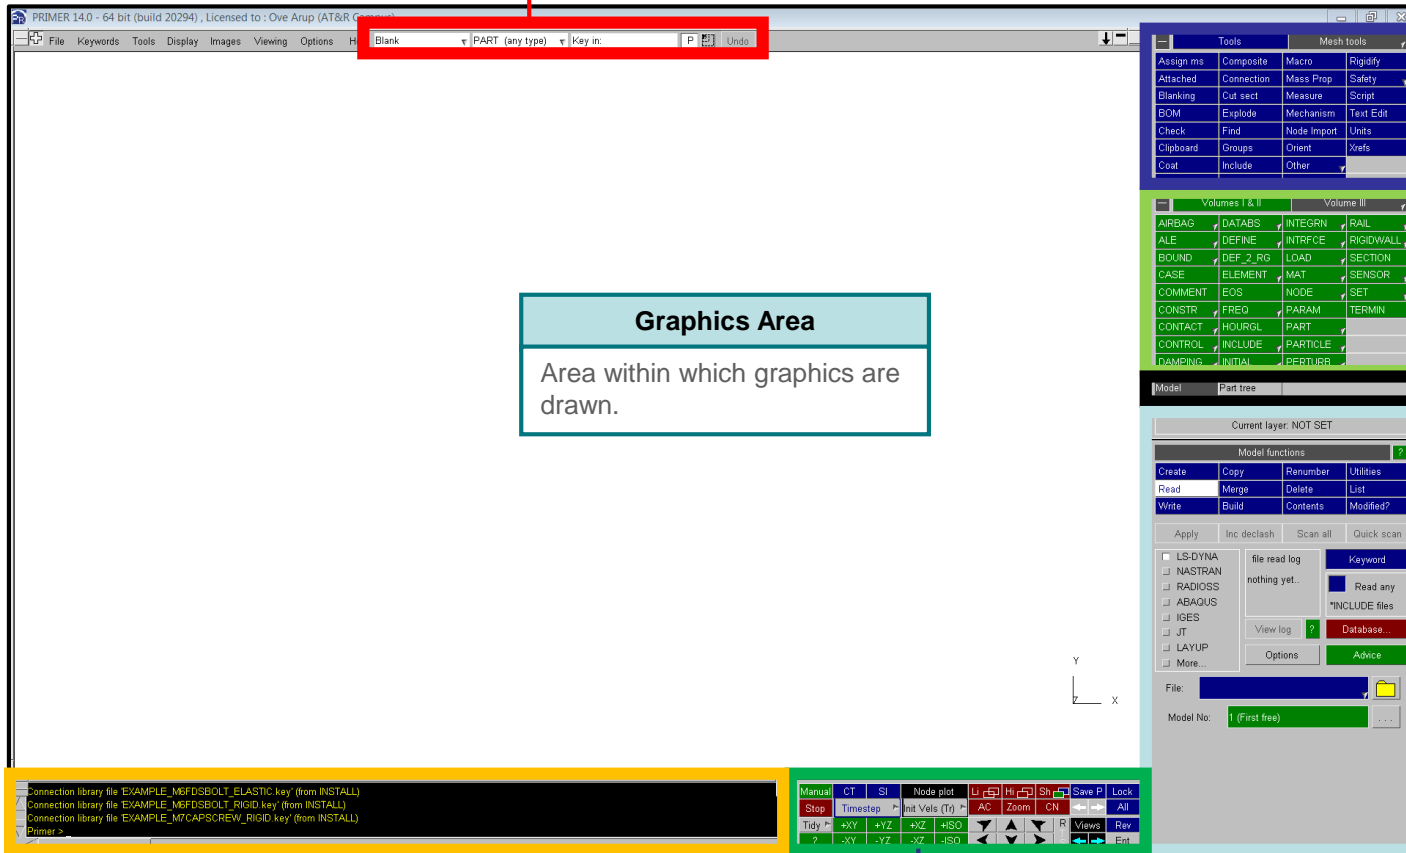 PRIMER 14.0 - 64 bit (build 20294) , Licensed to : Ove Arup (AT&R Campus)
File Keywords Tools Display Images Viewing Options
Blank PART (any type) Key in: P Undo
Tools Mesh tools
Assign ms Composite Macro Rigidify
Attached Connection Mass Prop Safety
Blanking Cut sect Measure Script
BOM Explode Mechanism Text Edit
Check Find Node Import Units
Clipboard Groups Orient Xrefs
Coat Include Other
Volumes I & II Volume III
AIRBAG DATABS INTEGRN RAIL
ALE DEFINE INTRFCE RIGIDWALL
BOUND DEF_2_RG LOAD SECTION
CASE ELEMENT MAT SENSOR
COMMENT EOS NODE SET
CONSTR FREQ PARAM TERMIN
CONTACT HOURGL PART
CONTROL INCLUDE PARTICLE
DAMPING INITIAL PERTURB
Model Part tree
Graphics Area
Area within which graphics are
drawn.
Current layer: NOT SET
Model functions ?
Create Copy Renumber Utilities
Read Merge Delete List
Write Build Contents Modified?
Apply Inc declash Scan all Quick scan
LS-DYNA file read log Keyword
NASTRAN nothing yet..
RADIOSS Read any
ABAQUS *INCLUDE files
IGES
JT View log ? Database...
LAYUP Options Advice
More...
File:
Model No: 1 (First free) ...
Y
Z X
Connection library file 'EXAMPLE_M6FDSBOLT_ELASTIC.key' (from INSTALL)
Connection library file 'EXAMPLE_M6FDSBOLT_RIGID.key' (from INSTALL)
Connection library file 'EXAMPLE_M7CAPSCREW_RIGID.key' (from INSTALL)
Primer > _
Manual CT SI Node plot Li Hi Sh Save P Lock
Stop Timestep Init Vels (Tr) AC Zoom CN All
Tidy +XY +YZ +XZ +ISO R Views Rev
? -XY -YZ -XZ -ISO Ent